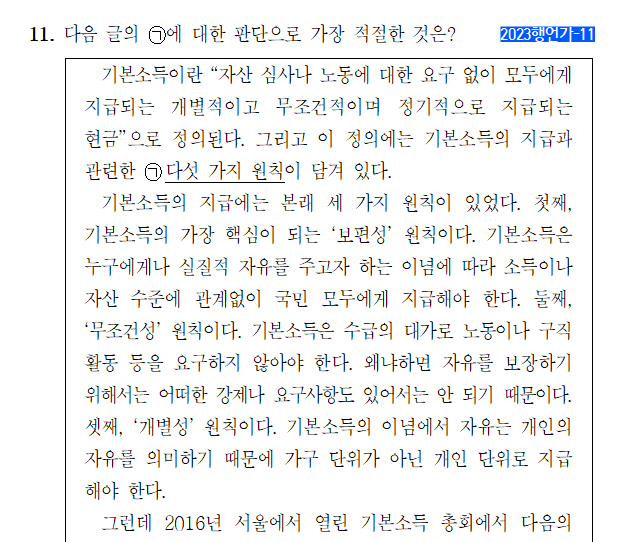 11. 다음 글의 ㉠에 대한 판단으로 가장 적절한 것은? 2023행언가-11
기본소득이란 “자산 심사나 노동에 대한 요구 없이 모두에게
지급되는 개별적이고 무조건적이며 정기적으로 지급되는
현금”으로 정의된다. 그리고 이 정의에는 기본소득의 지급과
관련한 ㉠다섯 가지 원칙이 담겨 있다.
기본소득의 지급에는 본래 세 가지 원칙이 있었다. 첫째,
기본소득의 가장 핵심이 되는 ‘보편성’ 원칙이다. 기본소득은
누구에게나 실질적 자유를 주고자 하는 이념에 따라 소득이나
자산 수준에 관계없이 국민 모두에게 지급해야 한다. 둘째,
‘무조건성’ 원칙이다. 기본소득은 수급의 대가로 노동이나 구직
활동 등을 요구하지 않아야 한다. 왜냐하면 자유를 보장하기
위해서는 어떠한 강제나 요구사항도 있어서는 안 되기 때문이다.
셋째, ‘개별성’ 원칙이다. 기본소득의 이념에서 자유는 개인의
자유를 의미하기 때문에 가구 단위가 아닌 개인 단위로 지급
해야 한다.
그런데 2016년 서울에서 열린 기본소득 총회에서 다음의